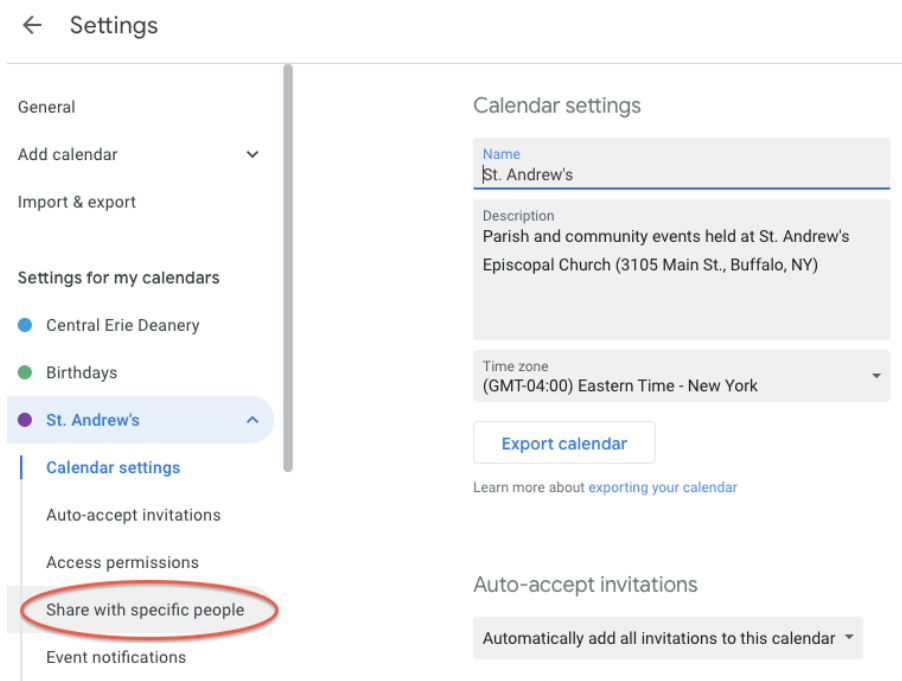 Settings
General
Add calendar
Import & export
Settings for my calendars
Central Erie Deanery
Birthdays
St. Andrew's
Calendar settings
Auto-accept invitations
Access permissions
Share with specific people
Event notifications
Calendar settings
Name
St. Andrew's
Description
Parish and community events held at St. Andrew's
Episcopal Church (3105 Main St., Buffalo, NY)
Time zone
(GMT-04:00) Eastern Time - New York
Export calendar
Learn more about exporting your calendar
Auto-accept invitations
Automatically add all invitations to this calendar